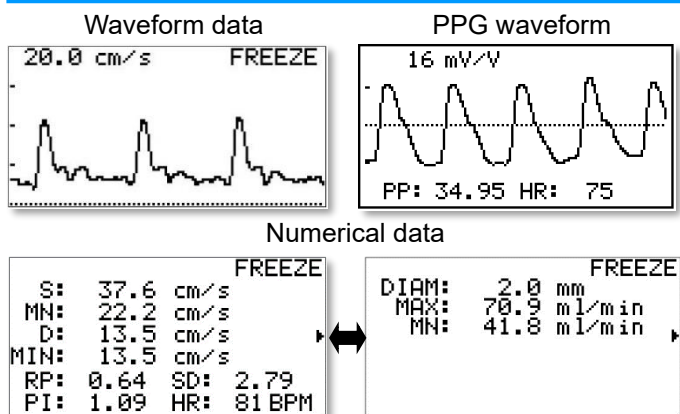 Waveform data
PPG waveform
20.0 cm/s FREEZE
16 mV/V
PP: 34.95 HR: 75
Numerical data
FREEZE
S: 37.6 cm/s
MN: 22.2 cm/s
D: 13.5 cm/s
MIN: 13.5 cm/s
RP: 0.64 SD: 2.79
PI: 1.09 HR: 81 BPM
FREEZE
DIAM: 2.0 mm
MAX: 70.9 ml/min
MN: 41.8 ml/min